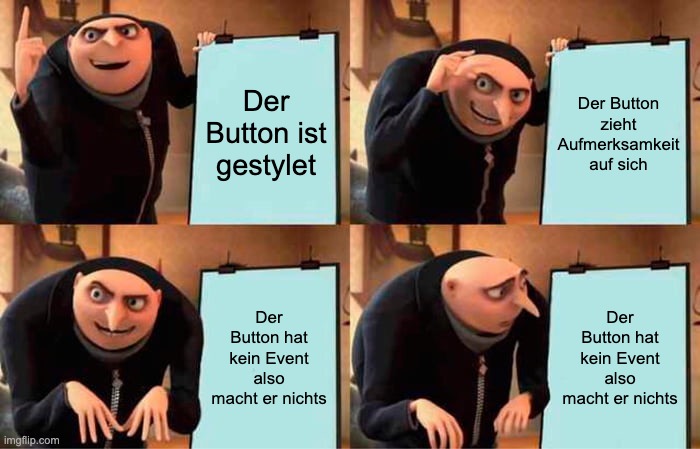 Der
Button ist
gestylet
Der Button
zieht
Aufmerksamkeit
auf sich
Der
Button hat
kein Event
also
macht er nichts
Der
Button hat
kein Event
also
macht er nichts
imgflip.com